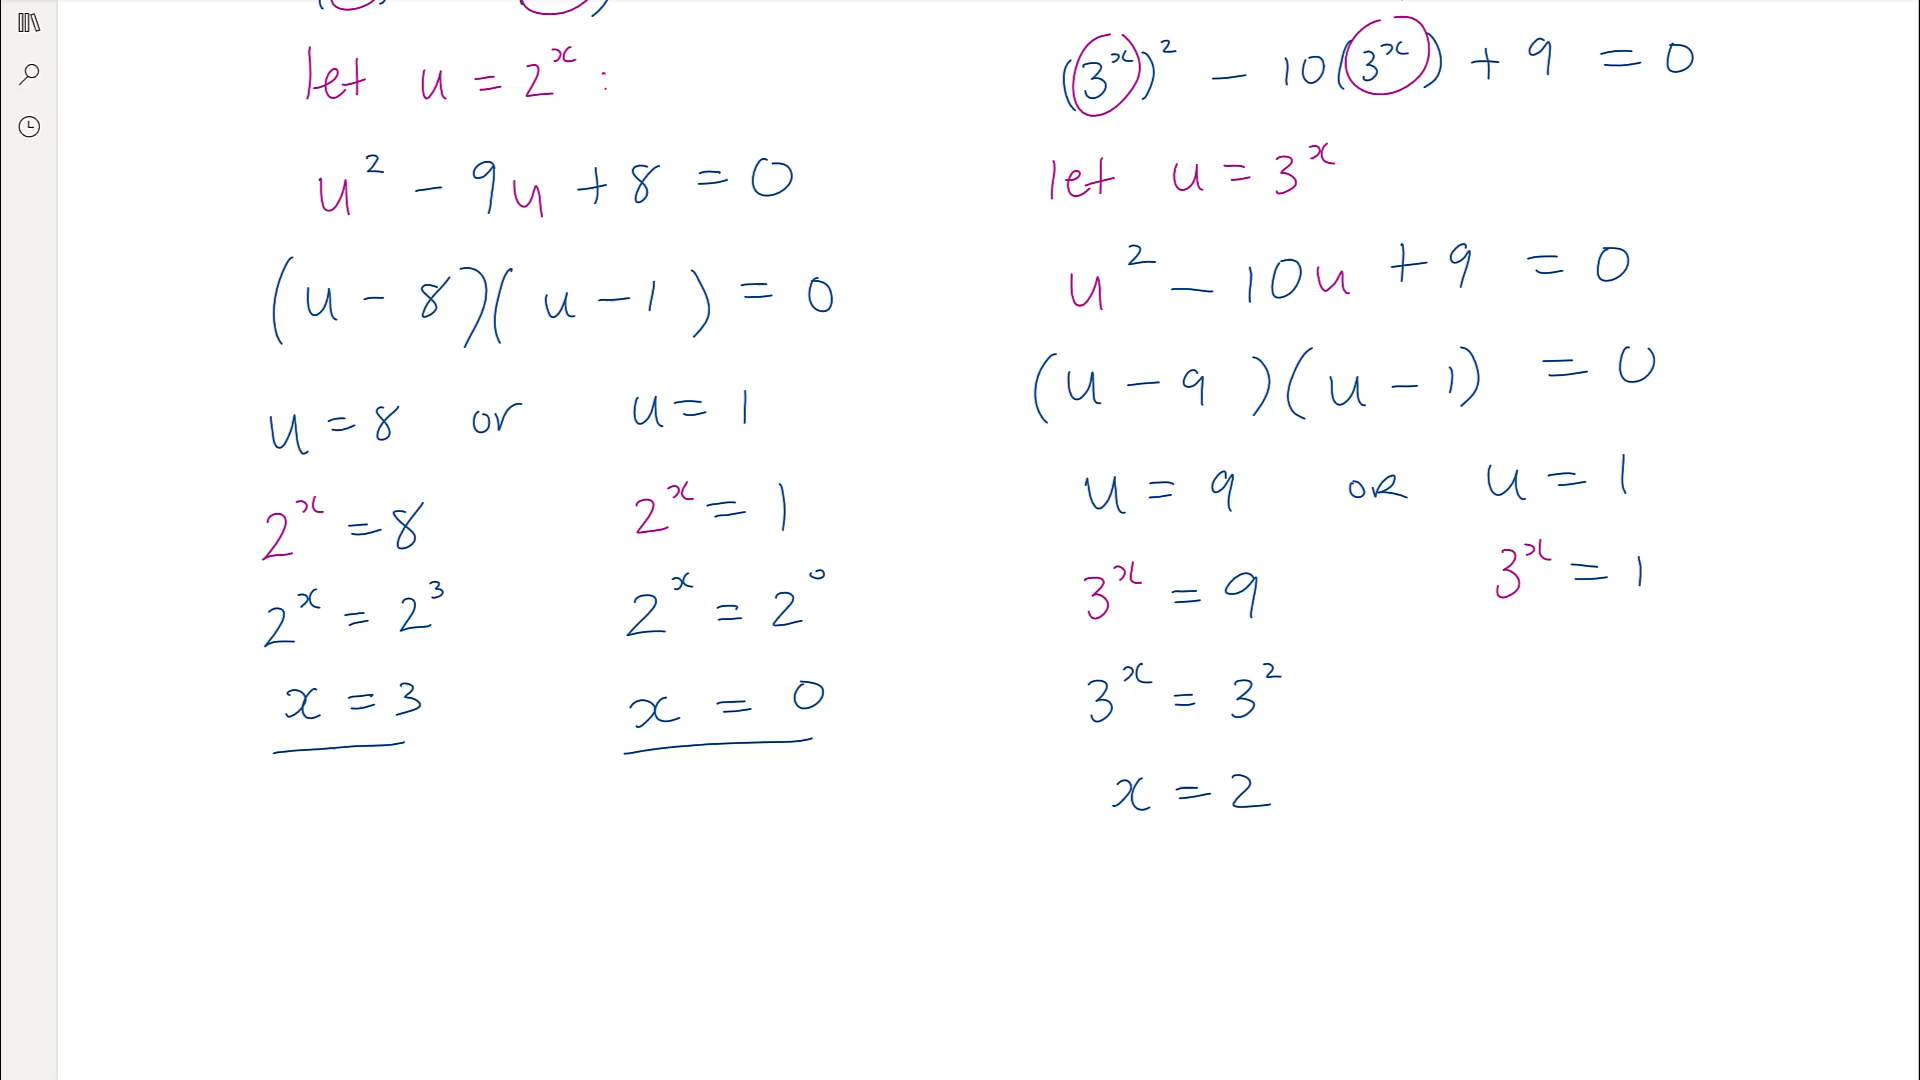 let u = 2^x :
u² - 9u + 8 = 0
(u - 8)(u - 1) = 0
u = 8 or u = 1
2^x = 8 2^x = 1
2^x = 2³ 2^x = 2⁰
x = 3 x = 0
(3^x)² - 10(3^x) + 9 = 0
let u = 3^x
u² - 10u + 9 = 0
(u - 9)(u - 1) = 0
u = 9 OR u = 1
3^x = 9 3^x = 1
3^x = 3²
x = 2